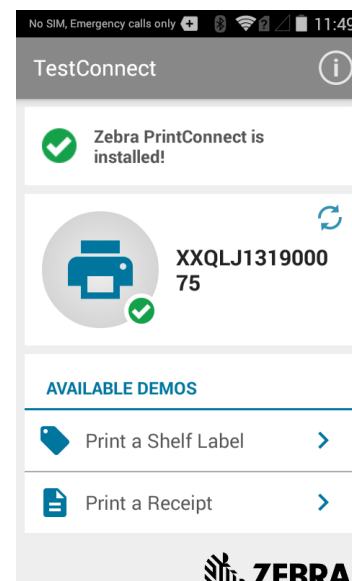 No SIM, Emergency calls only 11:49
TestConnect
Zebra PrintConnect is
installed!
XXQLJ1319000
75
AVAILABLE DEMOS
Print a Shelf Label
Print a Receipt
ZEBRA